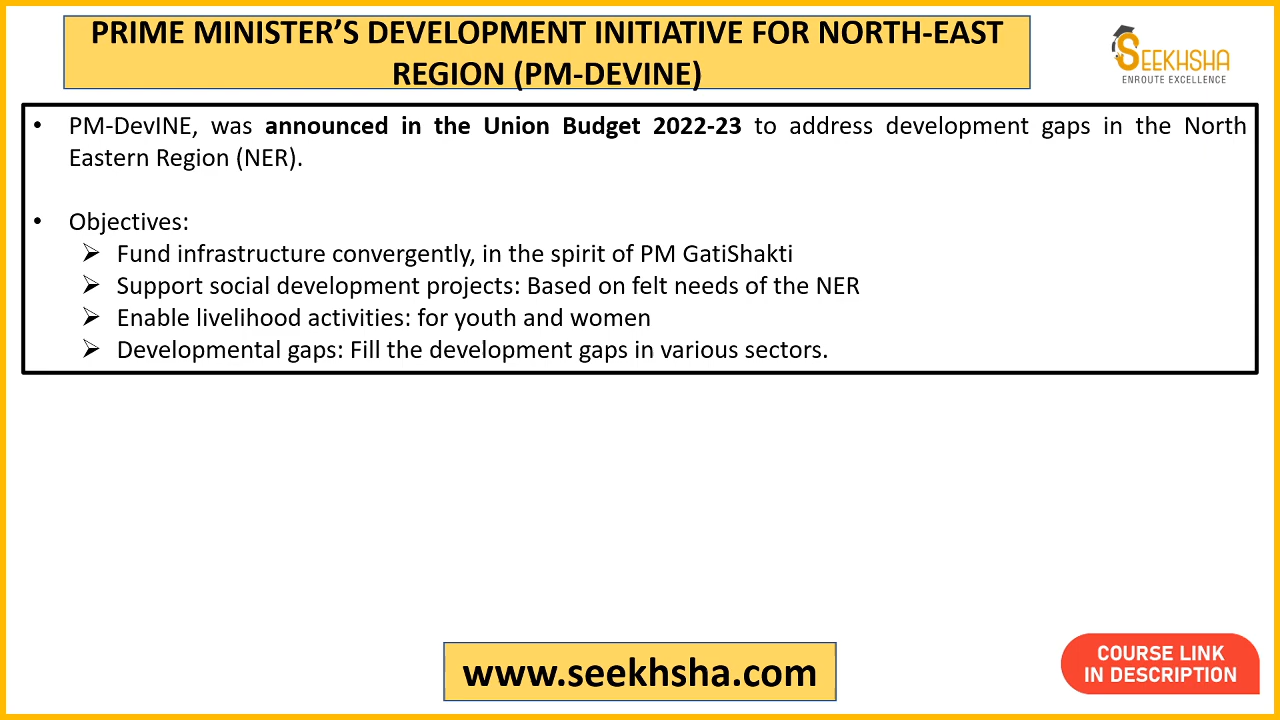 PRIME MINISTER’S DEVELOPMENT INITIATIVE FOR NORTH-EAST
REGION (PM-DEVINE)
SEEKHSHA
ENROUTE EXCELLENCE
• PM-DevINE, was announced in the Union Budget 2022-23 to address development gaps in the North
Eastern Region (NER).
• Objectives:
➢ Fund infrastructure convergently, in the spirit of PM GatiShakti
➢ Support social development projects: Based on felt needs of the NER
➢ Enable livelihood activities: for youth and women
➢ Developmental gaps: Fill the development gaps in various sectors.
www.seekhsha.com
COURSE LINK
IN DESCRIPTION